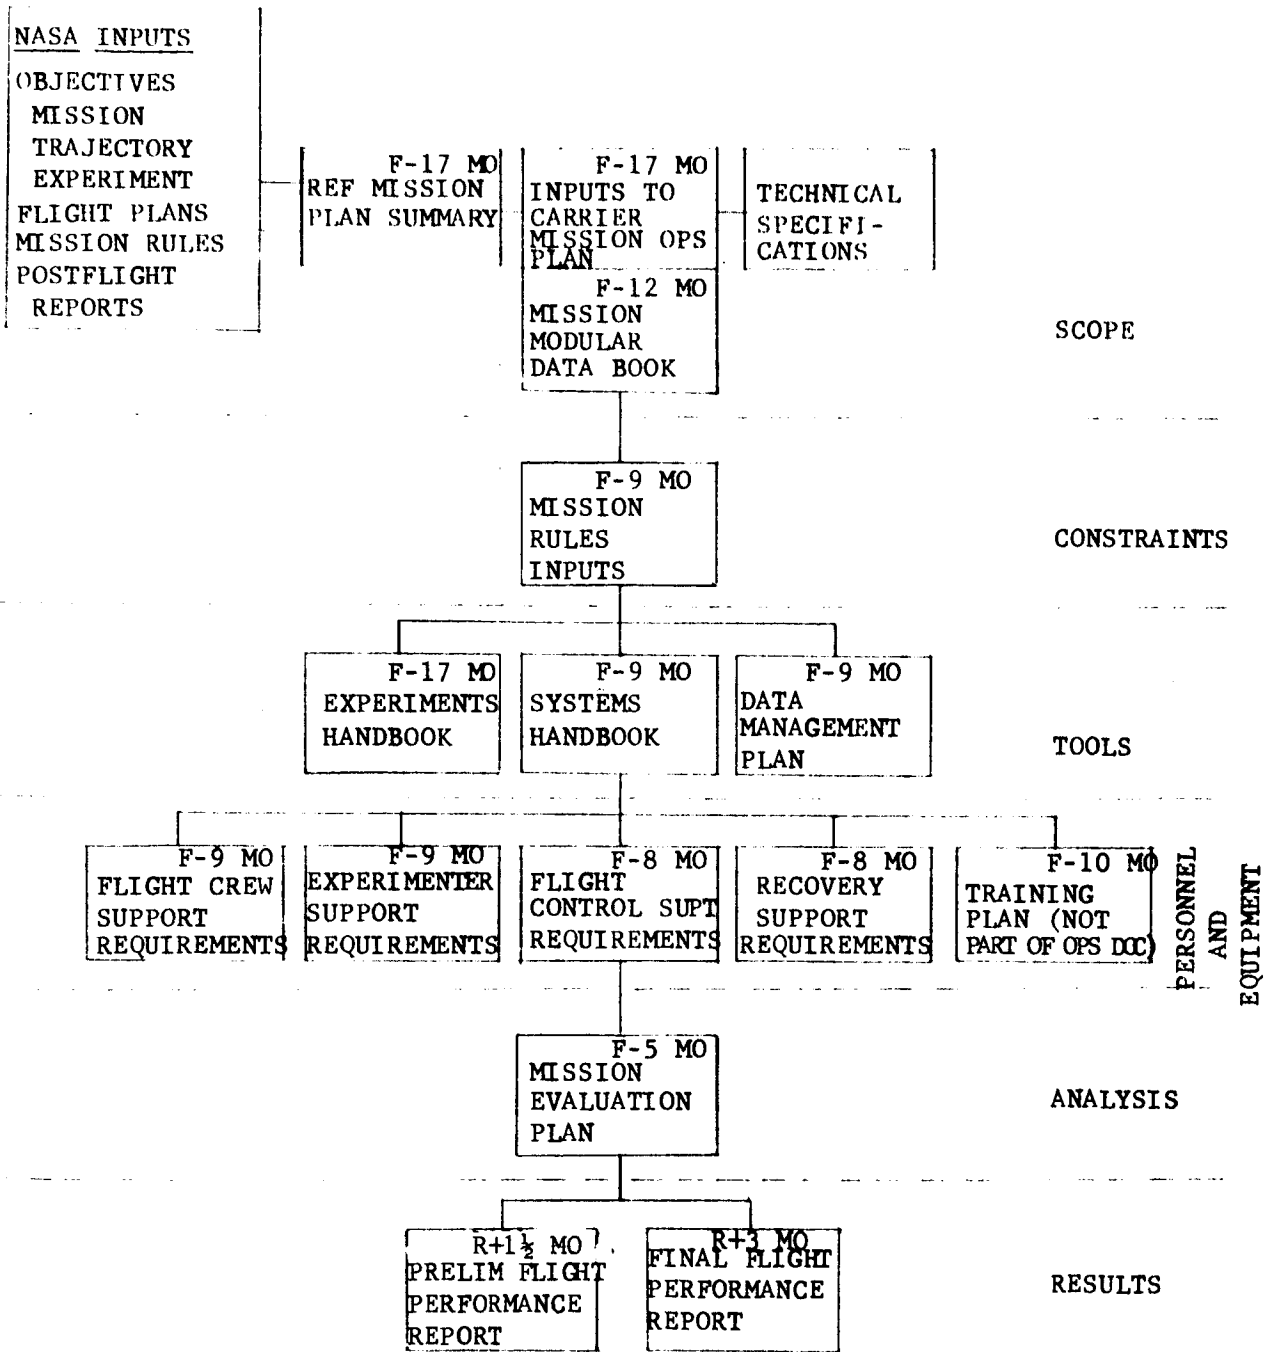 NASA INPUTS
OBJECTIVES
MISSION
TRAJECTORY
EXPERIMENT
FLIGHT PLANS
MISSION RULES
POSTFLIGHT
REPORTS
F-17 MO
REF MISSION
PLAN SUMMARY
F-17 MO
INPUTS TO
CARRIER
MISSION OPS
PLAN
TECHNICAL
SPECIFI-
CATIONS
F-12 MO
MISSION
MODULAR
DATA BOOK
SCOPE
F-9 MO
MISSION
RULES
INPUTS
CONSTRAINTS
F-17 MO
EXPERIMENTS
HANDBOOK
F-9 MO
SYSTEMS
HANDBOOK
F-9 MO
DATA
MANAGEMENT
PLAN
TOOLS
F-9 MO
FLIGHT CREW
SUPPORT
REQUIREMENTS
F-9 MO
EXPERIMENTER
SUPPORT
REQUIREMENTS
F-8 MO
FLIGHT
CONTROL SUPT
REQUIREMENTS
F-8 MO
RECOVERY
SUPPORT
REQUIREMENTS
F-10 MO
TRAINING
PLAN (NOT
PART OF OPS DOC)
PERSONNEL
AND
EQUIPMENT
F-5 MO
MISSION
EVALUATION
PLAN
ANALYSIS
R+1½ MO
PRELIM FLIGHT
PERFORMANCE
REPORT
R+3 MO
FINAL FLIGHT
PERFORMANCE
REPORT
RESULTS